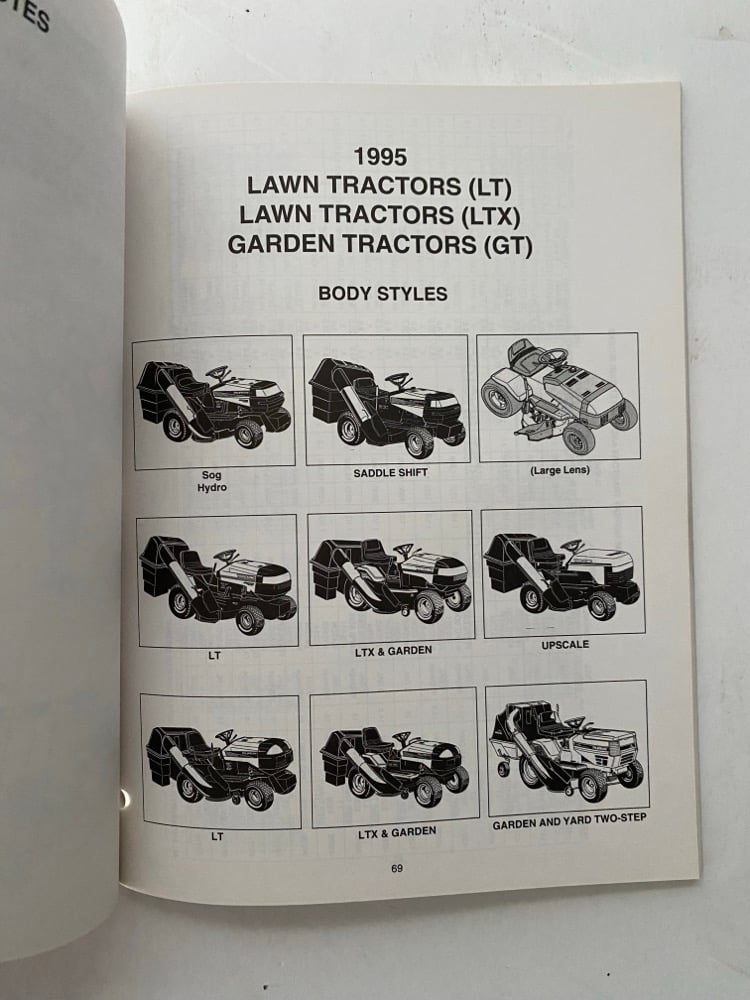 1995
LAWN TRACTORS (LT)
LAWN TRACTORS (LTX)
GARDEN TRACTORS (GT)
BODY STYLES
Sog
Hydro
SADDLE SHIFT
(Large Lens)
LT
LTX & GARDEN
UPSCALE
LT
LTX & GARDEN
GARDEN AND YARD TWO-STEP
69